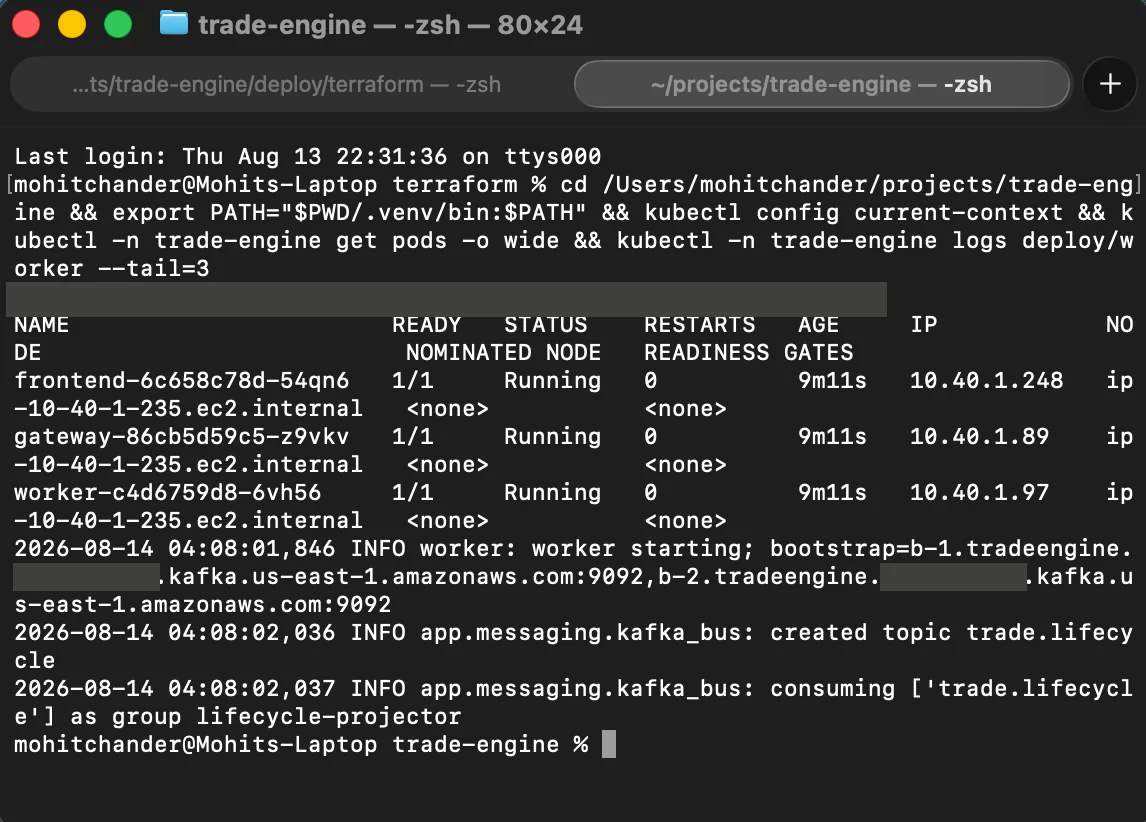 trade-engine — -zsh — 80×24
...ts/trade-engine/deploy/terraform — -zsh
~/projects/trade-engine — -zsh
+
Last login: Thu Aug 13 22:31:36 on ttys000
[mohitchander@Mohits-Laptop terraform % cd /Users/mohitchander/projects/trade-eng]
ine && export PATH="$PWD/.venv/bin:$PATH" && kubectl config current-context && k
ubectl -n trade-engine get pods -o wide && kubectl -n trade-engine logs deploy/w
orker --tail=3
NAME                       READY   STATUS    RESTARTS   AGE     IP            NO
DE                          NOMINATED NODE   READINESS GATES
frontend-6c658c78d-54qn6   1/1     Running   0          9m11s   10.40.1.248   ip
-10-40-1-235.ec2.internal   <none>           <none>
gateway-86cb5d59c5-z9vkv   1/1     Running   0          9m11s   10.40.1.89    ip
-10-40-1-235.ec2.internal   <none>           <none>
worker-c4d6759d8-6vh56     1/1     Running   0          9m11s   10.40.1.97    ip
-10-40-1-235.ec2.internal   <none>           <none>
2026-08-14 04:08:01,846 INFO worker: worker starting; bootstrap=b-1.tradeengine.
.kafka.us-east-1.amazonaws.com:9092,b-2.tradeengine. .kafka.u
s-east-1.amazonaws.com:9092
2026-08-14 04:08:02,036 INFO app.messaging.kafka_bus: created topic trade.lifecy
cle
2026-08-14 04:08:02,037 INFO app.messaging.kafka_bus: consuming ['trade.lifecycl
e'] as group lifecycle-projector
mohitchander@Mohits-Laptop trade-engine %